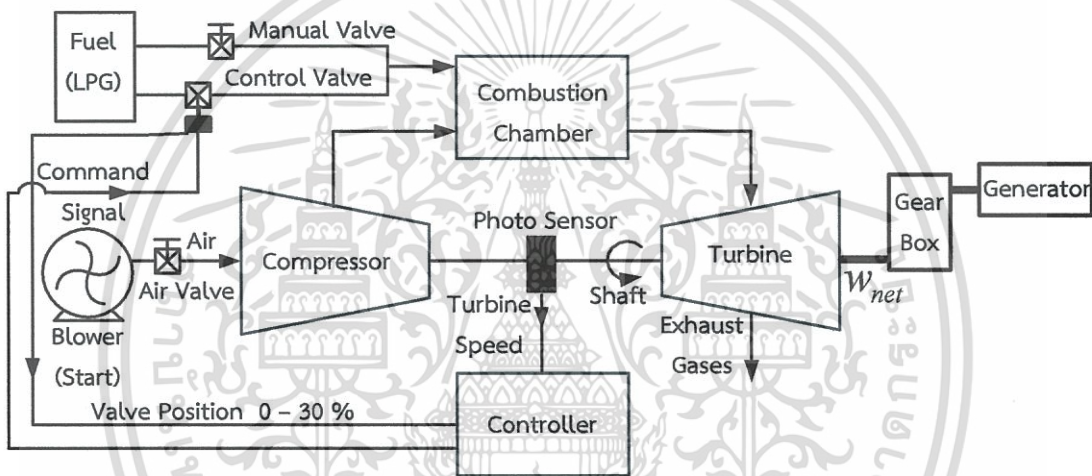 Fuel
(LPG)
Manual Valve
Control Valve
Combustion
Chamber
Command
Signal
Air
Air Valve
Blower
(Start)
Compressor
Photo Sensor
Turbine
Speed
Shaft
Turbine
Exhaust
Gases
W_net
Gear
Box
Generator
Valve Position 0 – 30 %
Controller